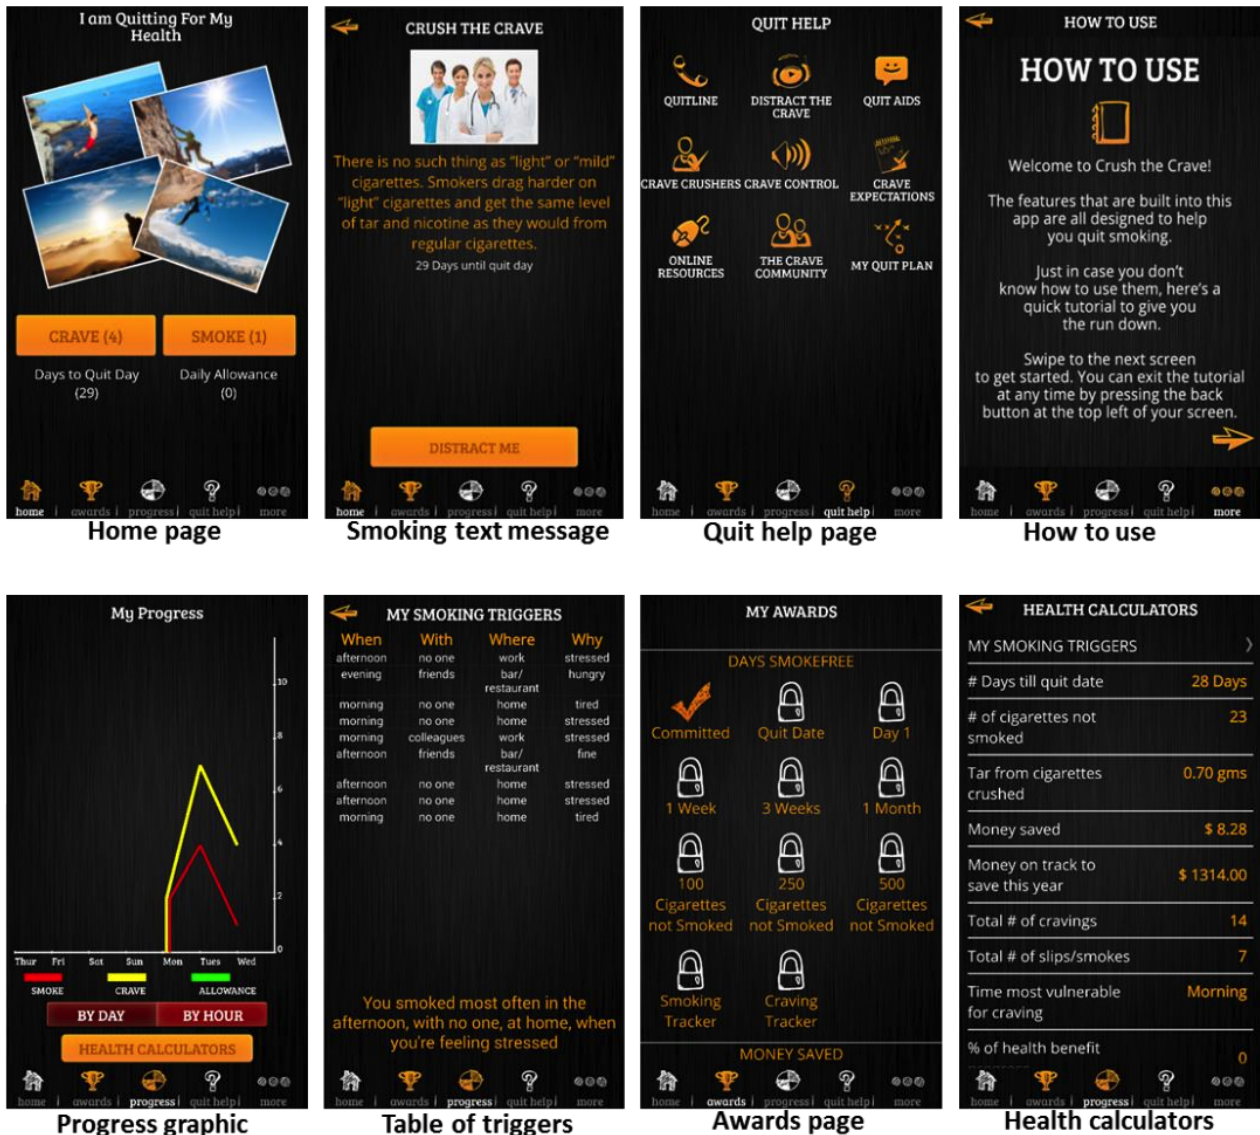 I am Quitting For My
Health
CRAVE (4)
SMOKE (1)
Days to Quit Day
(29)
Daily Allowance
(0)
home
awards
progress
quit help
more
Home page
CRUSH THE CRAVE
There is no such thing as "light" or "mild"
cigarettes. Smokers drag harder on
"light" cigarettes and get the same level
of tar and nicotine as they would from
regular cigarettes.
29 Days until quit day
DISTRACT ME
home
awards
progress
quit help
more
Smoking text message
QUIT HELP
QUITLINE
DISTRACT THE
CRAVE
QUIT AIDS
CRAVE CRUSHERS
CRAVE CONTROL
CRAVE
EXPECTATIONS
ONLINE
RESOURCES
THE CRAVE
COMMUNITY
MY QUIT PLAN
home
awards
progress
quit help
more
Quit help page
HOW TO USE
HOW TO USE
Welcome to Crush the Crave!
The features that are built into this
app are all designed to help
you quit smoking.
Just in case you don't
know how to use them, here's a
quick tutorial to give you
the run down.
Swipe to the next screen
to get started. You can exit the tutorial
at any time by pressing the back
button at the top left of your screen.
home
awards
progress
quit help
more
How to use
My Progress
10
8
6
4
2
0
Thur Fri Sat Sun Mon Tues Wed
SMOKE
CRAVE
ALLOWANCE
BY DAY
BY HOUR
HEALTH CALCULATORS
home
awards
progress
quit help
more
Progress graphic
MY SMOKING TRIGGERS
When With Where Why
afternoon no one work stressed
evening friends bar/ hungry
restaurant
morning no one home tired
morning no one home stressed
morning colleagues work stressed
afternoon friends bar/ fine
restaurant
afternoon no one home stressed
afternoon no one home stressed
morning no one home tired
You smoked most often in the
afternoon, with no one, at home, when
you're feeling stressed
home
awards
progress
quit help
more
Table of triggers
MY AWARDS
DAYS SMOKEFREE
Committed
Quit Date
Day 1
1 Week
3 Weeks
1 Month
100
Cigarettes
not Smoked
250
Cigarettes
not Smoked
500
Cigarettes
not Smoked
Smoking
Tracker
Craving
Tracker
MONEY SAVED
home
awards
progress
quit help
more
Awards page
HEALTH CALCULATORS
MY SMOKING TRIGGERS
# Days till quit date 28 Days
# of cigarettes not 23
smoked
Tar from cigarettes 0.70 gms
crushed
Money saved $ 8.28
Money on track to $ 1314.00
save this year
Total # of cravings 14
Total # of slips/smokes 7
Time most vulnerable Morning
for craving
% of health benefit 0
home
awards
progress
quit help
more
Health calculators